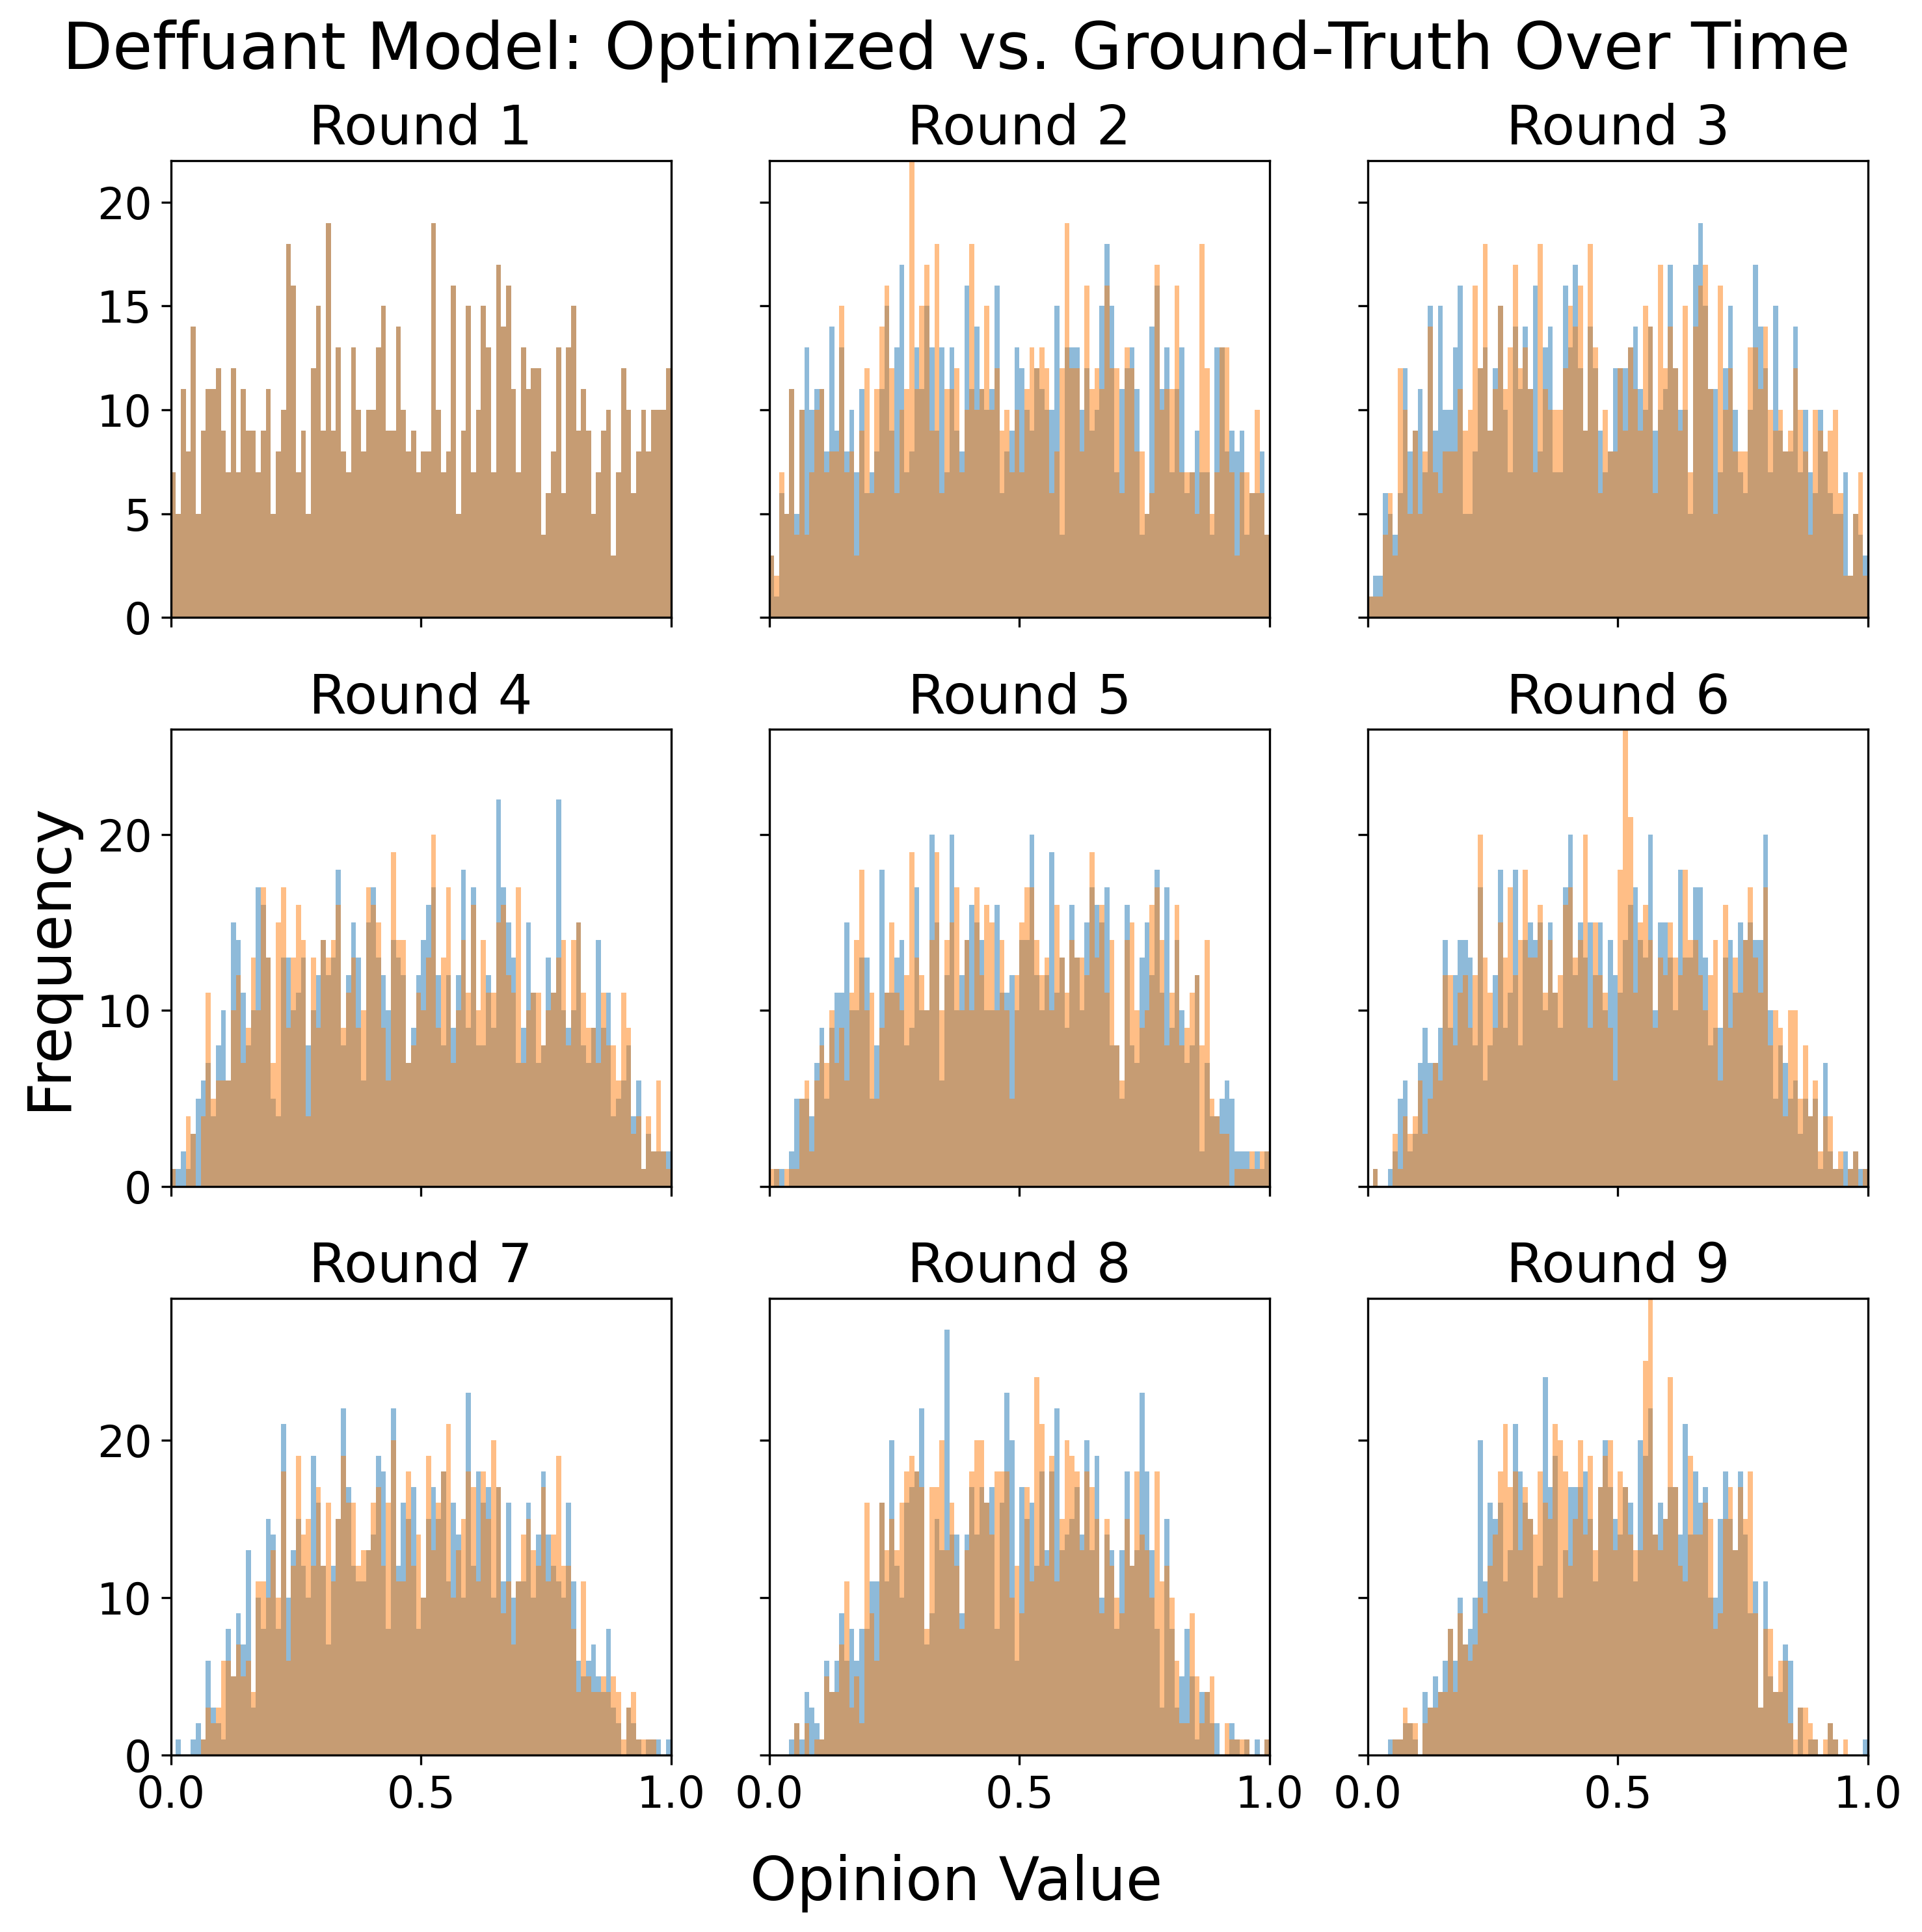 Deffuant Model: Optimized vs. Ground-Truth Over Time
Round 1
Round 2
Round 3
20
15
10
5
0
Round 4
Round 5
Round 6
Frequency
20
10
0
Round 7
Round 8
Round 9
20
10
0
0.0 0.5 1.0 0.0 0.5 1.0 0.0 0.5 1.0
Opinion Value